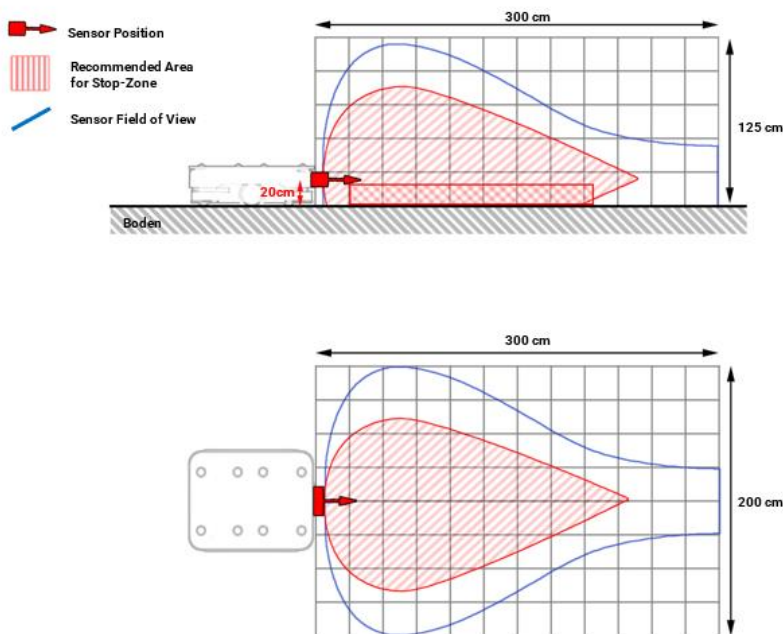 300 cm
Sensor Position
Recommended Area
for Stop-Zone
Sensor Field of View
125 cm
20cm
Boden
300 cm
200 cm